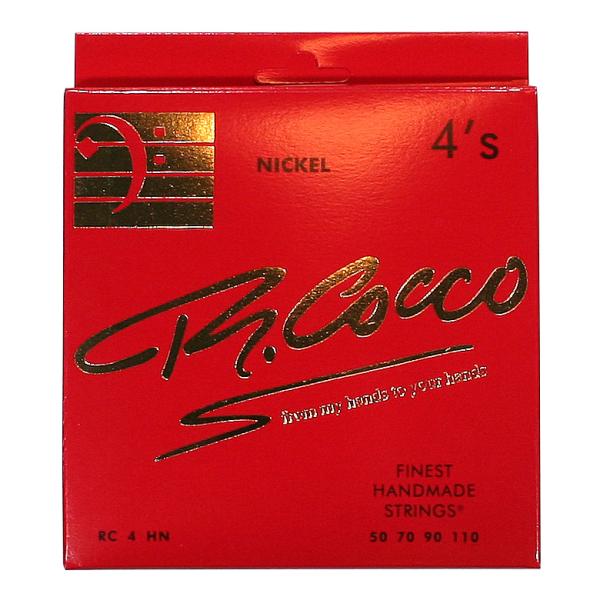 4's
NICKEL
R. Cocco
from my hands to your hands
FINEST
HANDMADE
STRINGS®
RC 4 HN
50 70 90 110